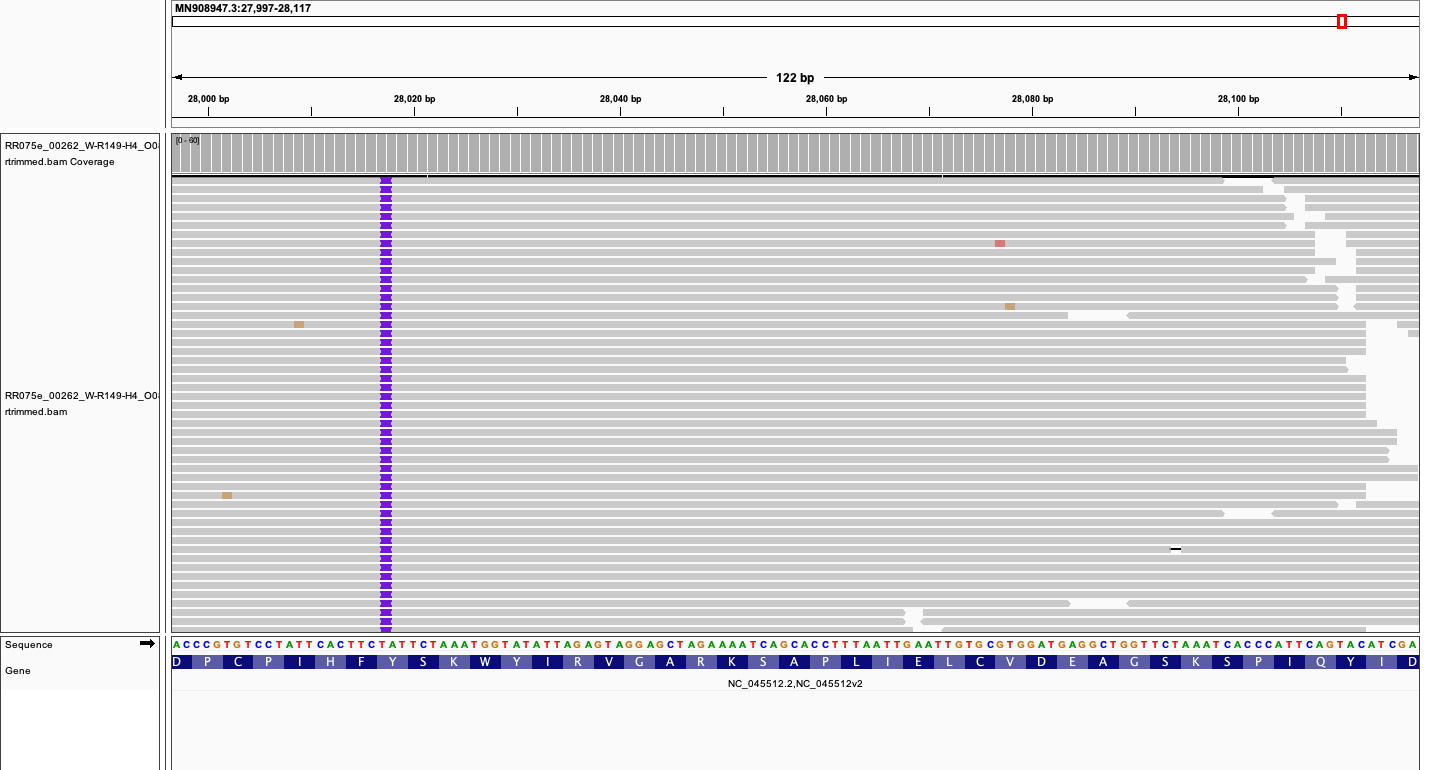 MN908947.3:27,997-28,117
122 bp
28,000 bp 28,020 bp 28,040 bp 28,060 bp 28,080 bp 28,100 bp
RR075e_00262_W-R149-H4_O0
rtrimmed.bam Coverage
[0 - 60]
RR075e_00262_W-R149-H4_O0
rtrimmed.bam
Sequence
ACCCGTGTCCTATTCACTTCTATTCTAAATGGTATATTAGAGTAGGAGCTAGAAAATCAGCACCTTTAATTGAATTGTGCGTGGATGAGGCTGGTTCTAAATCACCCATTCAGTACATCGA
Gene
D P C P I H F Y S K W Y I R V G A R K S A P L I E L C V D E A G S K S P I Q Y I D
NC_045512.2,NC_045512v2